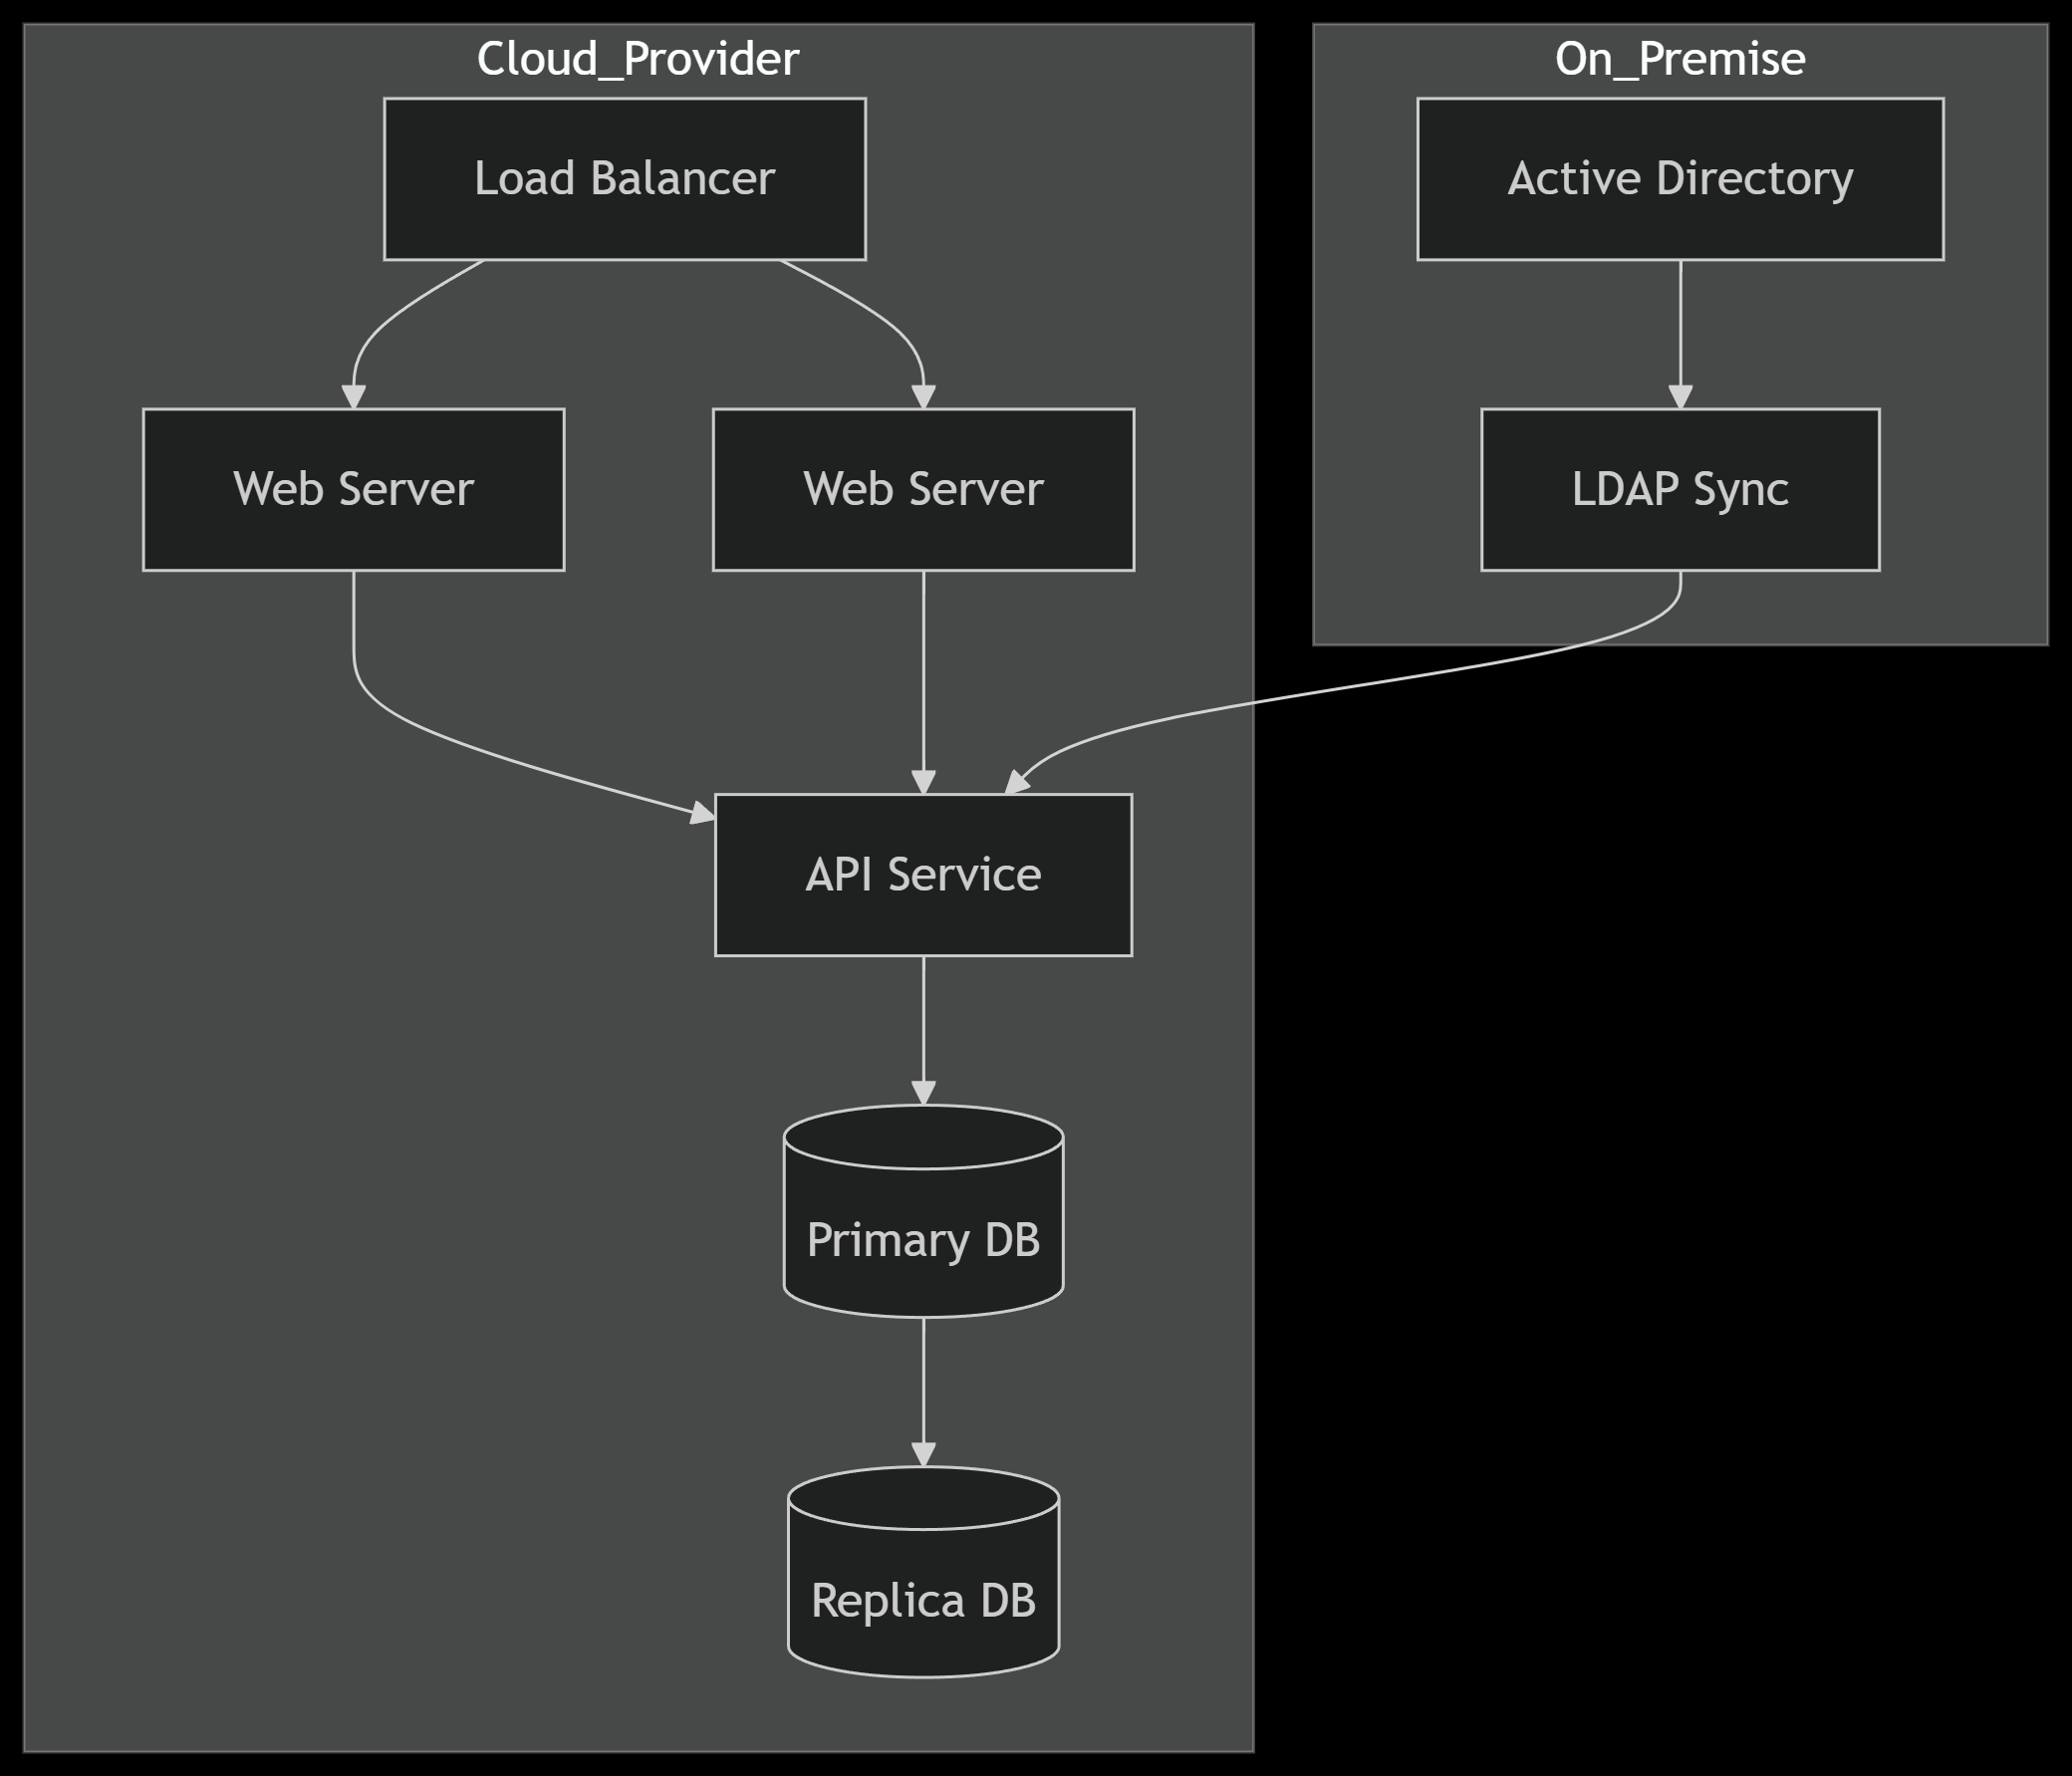 Cloud_Provider
Load Balancer
Web Server
Web Server
API Service
Primary DB
Replica DB
On_Premise
Active Directory
LDAP Sync